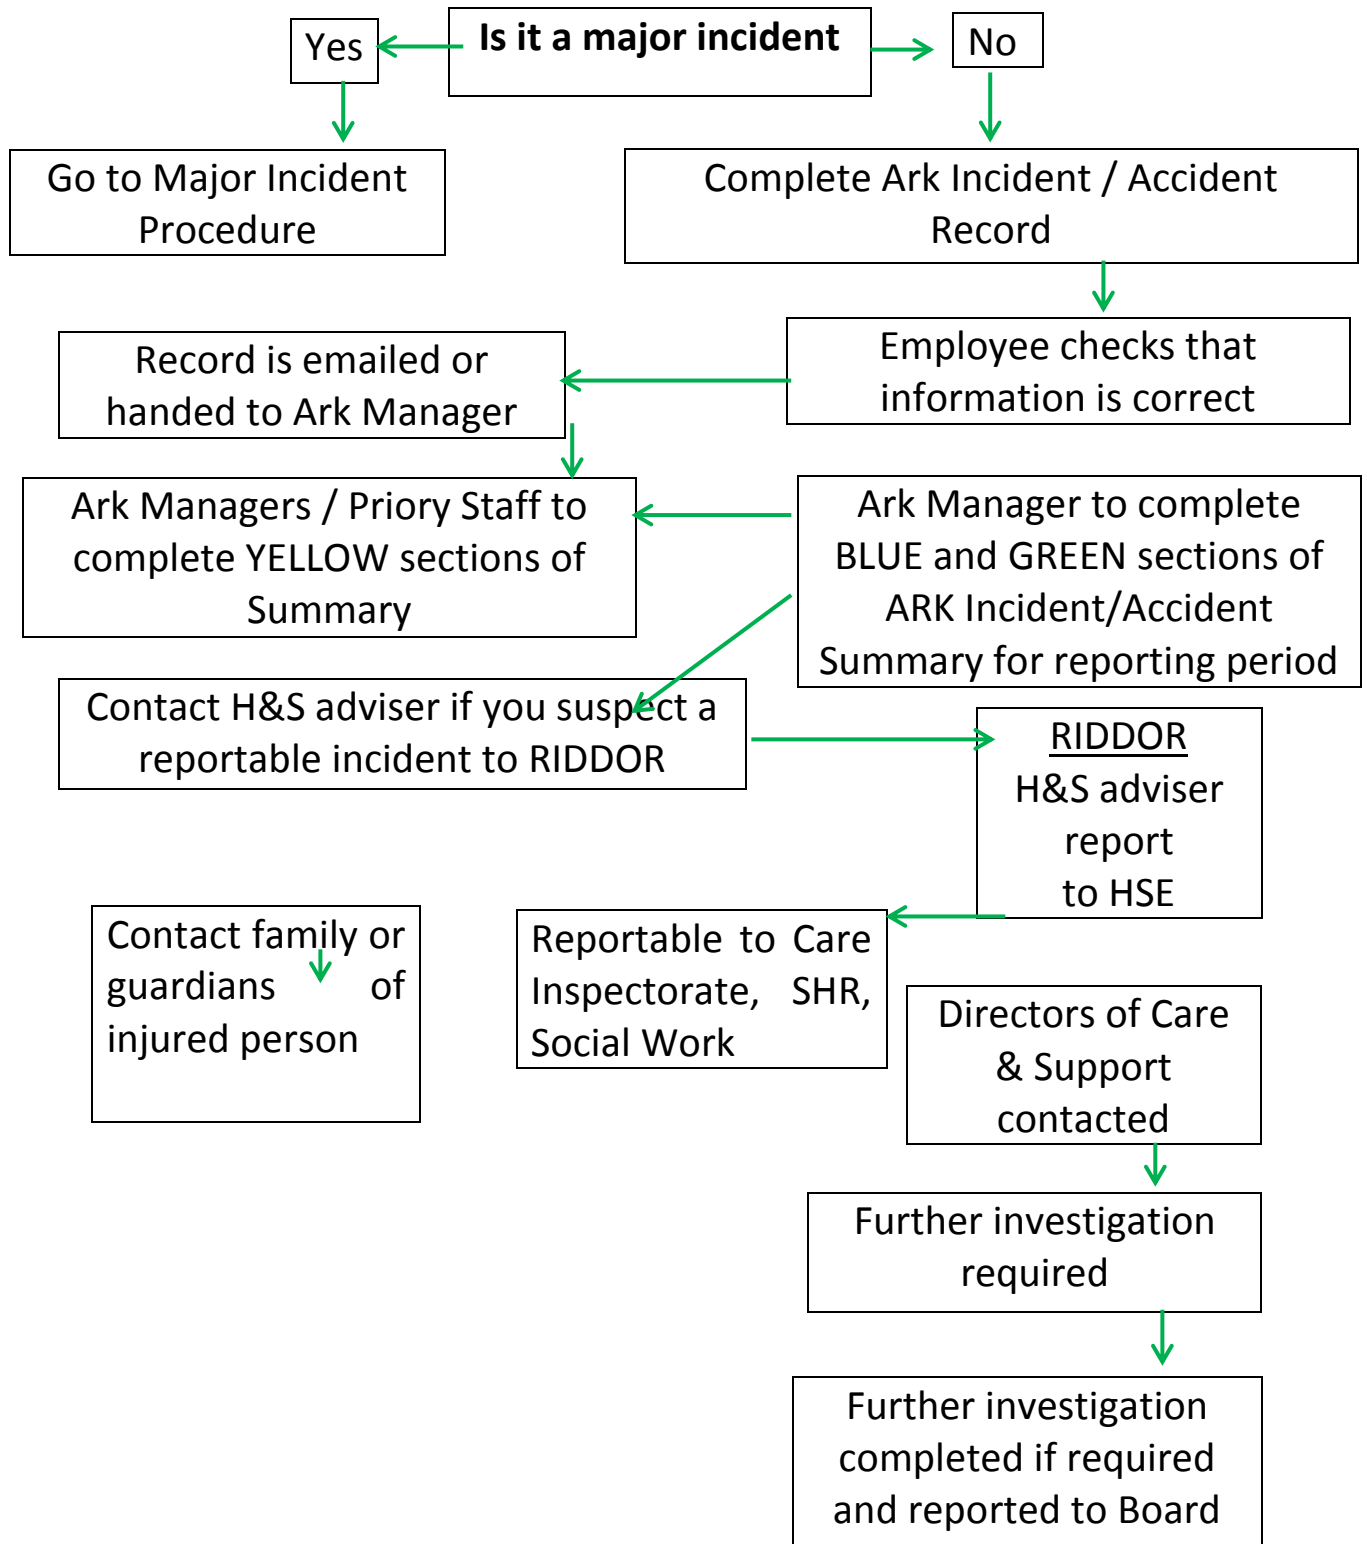 Is it a major incident
Yes
No
Go to Major Incident
Procedure
Complete Ark Incident / Accident
Record
Employee checks that
information is correct
Record is emailed or
handed to Ark Manager
Ark Managers / Priory Staff to
complete YELLOW sections of
Summary
Ark Manager to complete
BLUE and GREEN sections of
ARK Incident/Accident
Summary for reporting period
Contact H&S adviser if you suspect a
reportable incident to RIDDOR
RIDDOR
H&S adviser
report
to HSE
Contact family or
guardians of
injured person
Reportable to Care
Inspectorate, SHR,
Social Work
Directors of Care
& Support
contacted
Further investigation
required
Further investigation
completed if required
and reported to Board